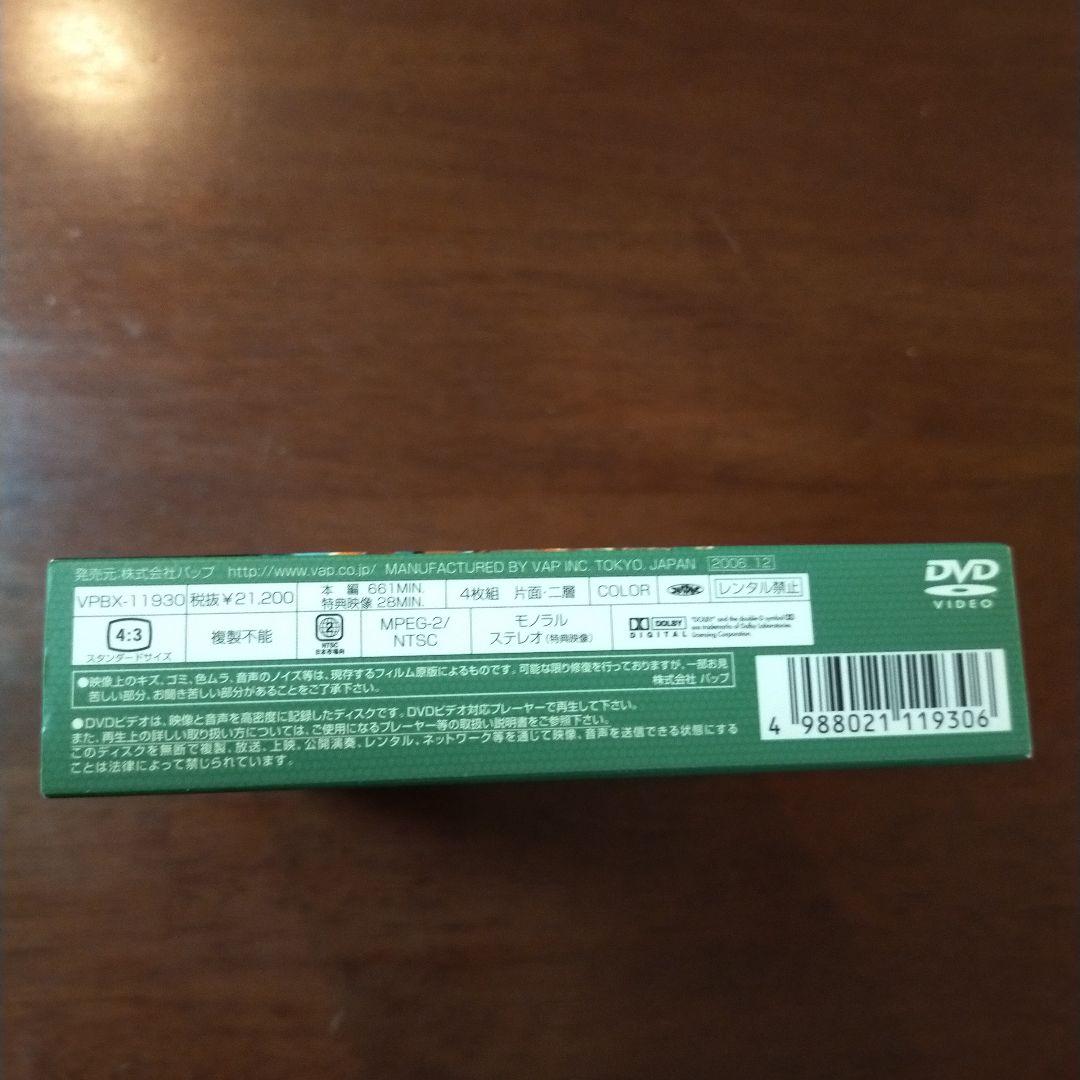 発売元:株式会社バップ http://www.vap.co.jp/ MANUFACTURED BY VAP INC. TOKYO. JAPAN 2006.12
VPBX-11930 税抜¥21,200 本編 661MIN. 特典映像 28MIN. 4枚組 片面・二層 COLOR レンタル禁止
4:3 スタンダードサイズ 複製不能 2 NTSC 日本市場向 MPEG-2/NTSC モノラル ステレオ(特典映像) DOLBY DIGITAL "DOLBY" and the double-D symbol are trademarks of Dolby Laboratories Licensing Corporation.
DVD
VIDEO
●映像上のキズ、ゴミ、色ムラ、音声のノイズ等は、現存するフィルム原版によるものです。可能な限り修復を行っておりますが、一部お見
苦しい部分、お聞き苦しい部分があることをご了承下さい。 株式会社 バップ
●DVDビデオは、映像と音声を高密度に記録したディスクです。DVDビデオ対応プレーヤーで再生して下さい。
また、再生上の詳しい取り扱い方については、ご使用になるプレーヤー等の取扱い説明書をご参照下さい。
このディスクを無断で複製、放送、上映、公開演奏、レンタル、ネットワーク等を通じて映像、音声を送信できる状態にする
ことは法律によって禁じられています。
4 988021 119306